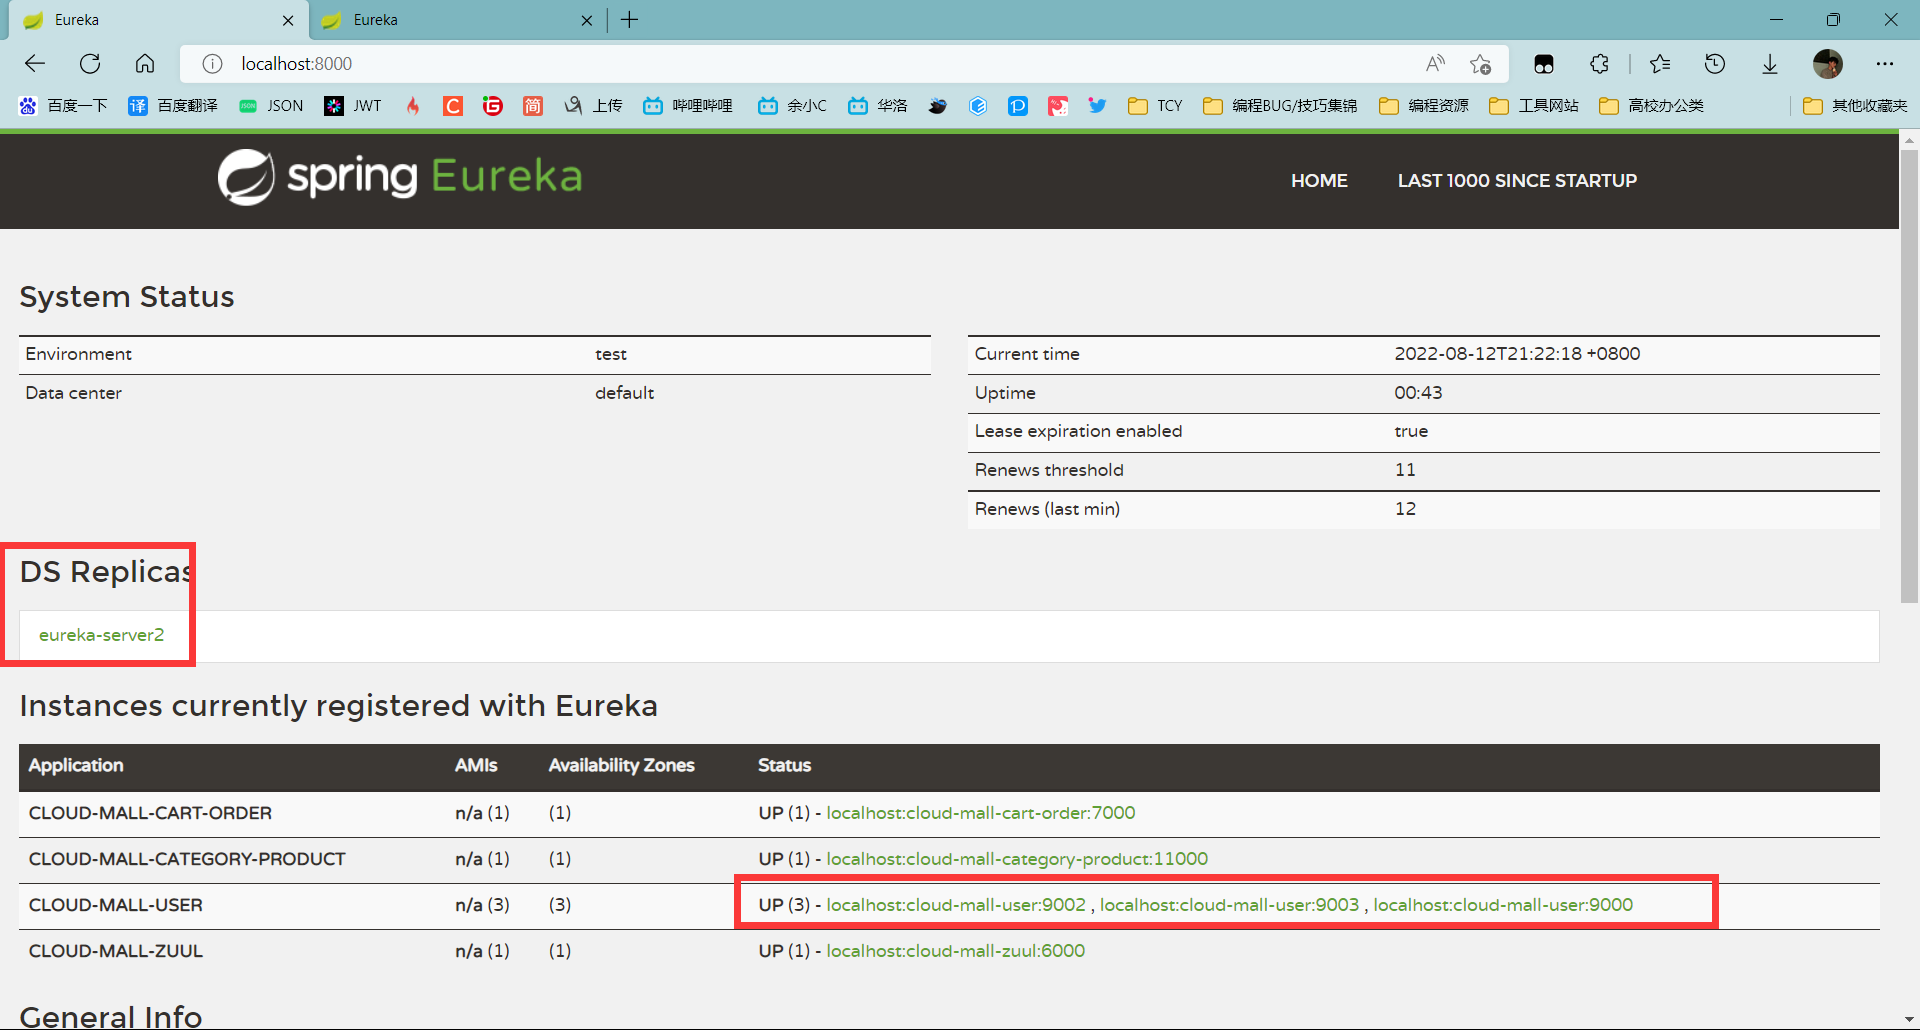 Eureka
Eureka
localhost:8000
百度一下 百度翻译 JSON JWT 上传 哔哩哔哩 余小C 华洛 TCY 编程BUG/技巧集锦 编程资源 工具网站 高校办公类 其他收藏夹
spring Eureka
HOME LAST 1000 SINCE STARTUP
System Status
Environment test
Data center default
Current time 2022-08-12T21:22:18 +0800
Uptime 00:43
Lease expiration enabled true
Renews threshold 11
Renews (last min) 12
DS Replicas
eureka-server2
Instances currently registered with Eureka
Application AMIs Availability Zones Status
CLOUD-MALL-CART-ORDER n/a (1) (1) UP (1) - localhost:cloud-mall-cart-order:7000
CLOUD-MALL-CATEGORY-PRODUCT n/a (1) (1) UP (1) - localhost:cloud-mall-category-product:11000
CLOUD-MALL-USER n/a (3) (3) UP (3) - localhost:cloud-mall-user:9002 , localhost:cloud-mall-user:9003 , localhost:cloud-mall-user:9000
CLOUD-MALL-ZUUL n/a (1) (1) UP (1) - localhost:cloud-mall-zuul:6000
General Info